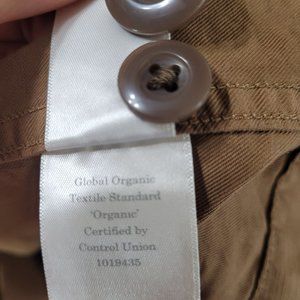 Global Organic
Textile Standard
'Organic'
Certified by
Control Union
1019435